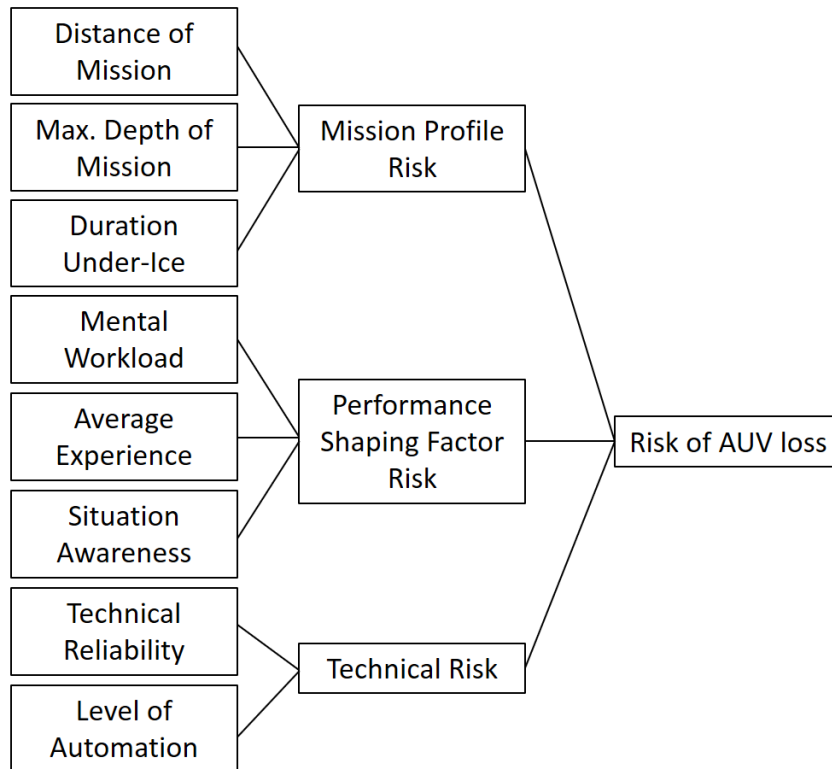 Distance of
Mission
Max. Depth of
Mission
Duration
Under-Ice
Mental
Workload
Average
Experience
Situation
Awareness
Technical
Reliability
Level of
Automation
Mission Profile
Risk
Performance
Shaping Factor
Risk
Technical Risk
Risk of AUV loss